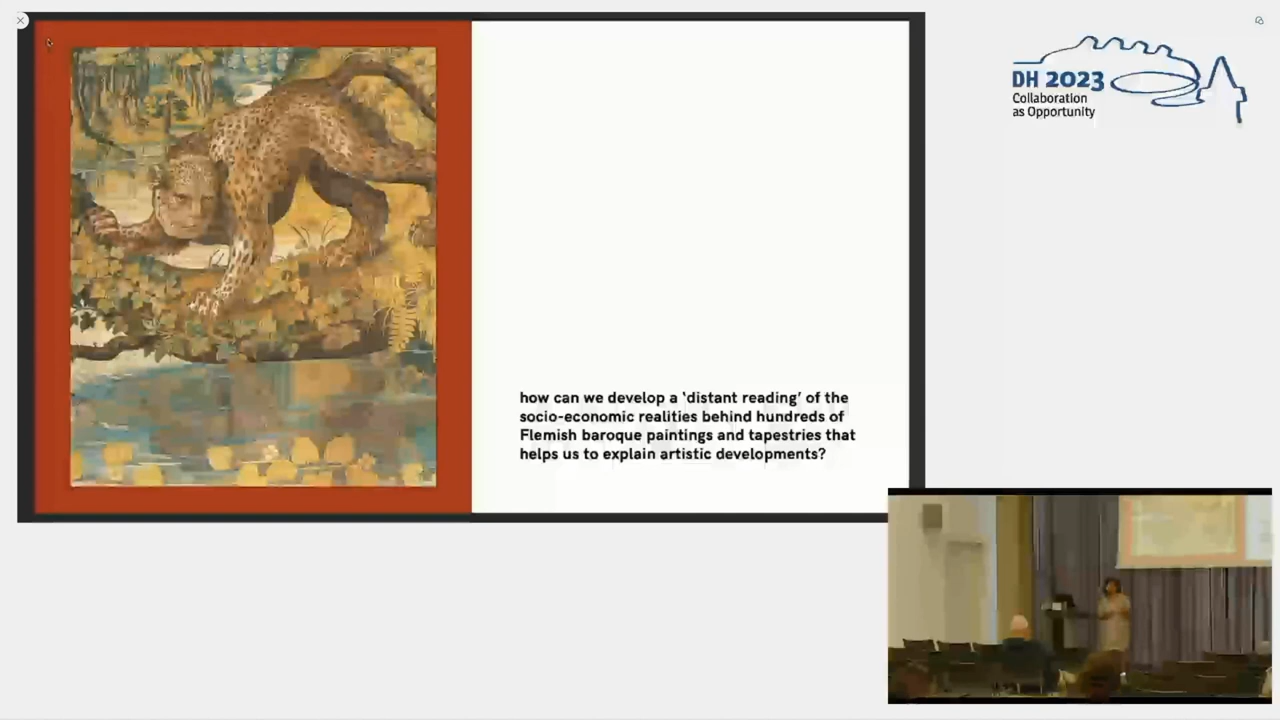 how can we develop a ‘distant reading’ of the
socio-economic realities behind hundreds of
Flemish baroque paintings and tapestries that
helps us to explain artistic developments?
DH 2023
Collaboration
as Opportunity